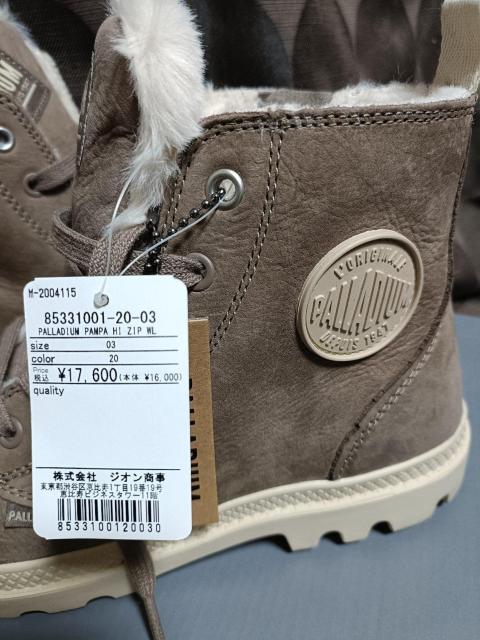 M-2004115
85331001-20-03
PALLADIUM PAMPA HI ZIP WL
size 03
color 20
Price 税込 ¥17,600(本体 ¥16,000)
quality
株式会社 ジオン商事
東京都渋谷区恵比寿1丁目19番19号
恵比寿ビジネスタワー11階
8533100120030
L'ORIGINALE
PALLADIUM
DEPUIS 1947
PALLADIUM
PALL